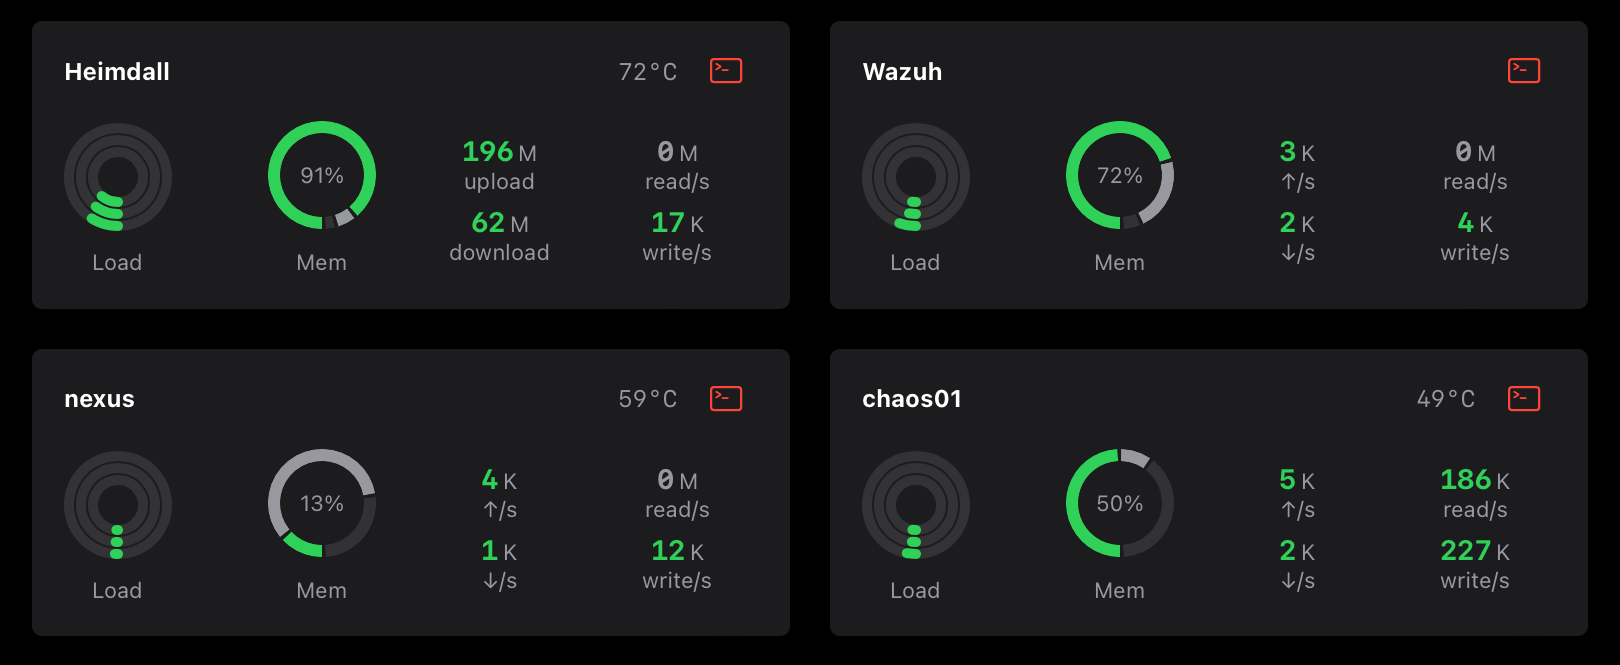 Heimdall 72°C >-
91%
196 M 0 M
upload read/s
62 M 17 K
download write/s
Load Mem
Wazuh >-
72%
3 K 0 M
↑/s read/s
2 K 4 K
↓/s write/s
Load Mem
nexus 59°C >-
13%
4 K 0 M
↑/s read/s
1 K 12 K
↓/s write/s
Load Mem
chaos01 49°C >-
50%
5 K 186 K
↑/s read/s
2 K 227 K
↓/s write/s
Load Mem